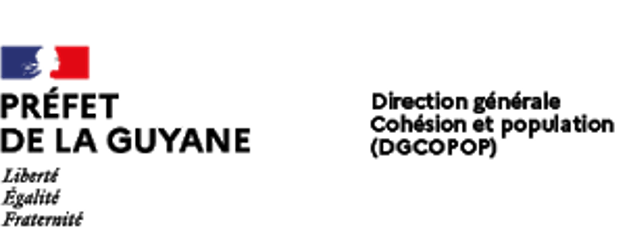 PRÉFET
DE LA GUYANE
Liberté
Égalité
Fraternité
Direction générale
Cohésion et population
(DGCOPOP)